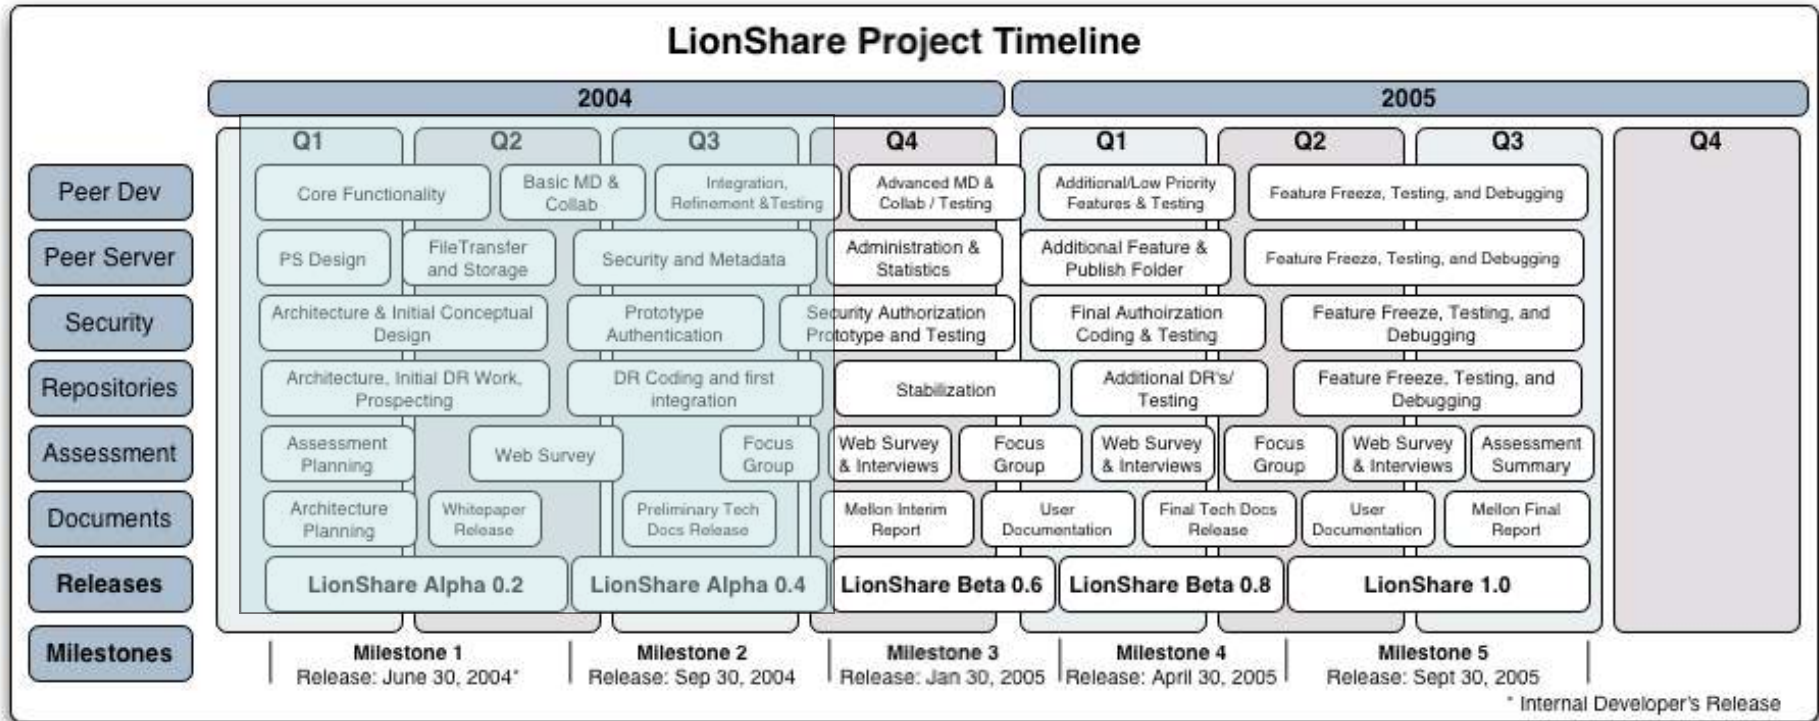 LionShare Project Timeline
2004
2005
Q1
Q2
Q3
Q4
Q1
Q2
Q3
Q4
Peer Dev
Core Functionality
Basic MD &
Collab
Integration,
Refinement &Testing
Advanced MD &
Collab / Testing
Additional/Low Priority
Features & Testing
Feature Freeze, Testing, and Debugging
Peer Server
PS Design
FileTransfer
and Storage
Security and Metadata
Administration &
Statistics
Additional Feature &
Publish Folder
Feature Freeze, Testing, and Debugging
Security
Architecture & Initial Conceptual
Design
Prototype
Authentication
Security Authorization
Prototype and Testing
Final Authoirzation
Coding & Testing
Feature Freeze, Testing, and
Debugging
Repositories
Architecture, Initial DR Work,
Prospecting
DR Coding and first
integration
Stabilization
Additional DR's/
Testing
Feature Freeze, Testing, and
Debugging
Assessment
Assessment
Planning
Web Survey
Focus
Group
Web Survey
& Interviews
Focus
Group
Web Survey
& Interviews
Focus
Group
Web Survey
& Interviews
Assessment
Summary
Documents
Architecture
Planning
Whitepaper
Release
Preliminary Tech
Docs Release
Mellon Interim
Report
User
Documentation
Final Tech Docs
Release
User
Documentation
Mellon Final
Report
Releases
LionShare Alpha 0.2
LionShare Alpha 0.4
LionShare Beta 0.6
LionShare Beta 0.8
LionShare 1.0
Milestones
Milestone 1
Release: June 30, 2004*
Milestone 2
Release: Sep 30, 2004
Milestone 3
Release: Jan 30, 2005
Milestone 4
Release: April 30, 2005
Milestone 5
Release: Sept 30, 2005
* Internal Developer's Release